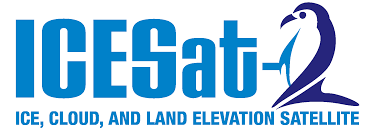 ICESat-2
ICE, CLOUD, AND LAND ELEVATION SATELLITE